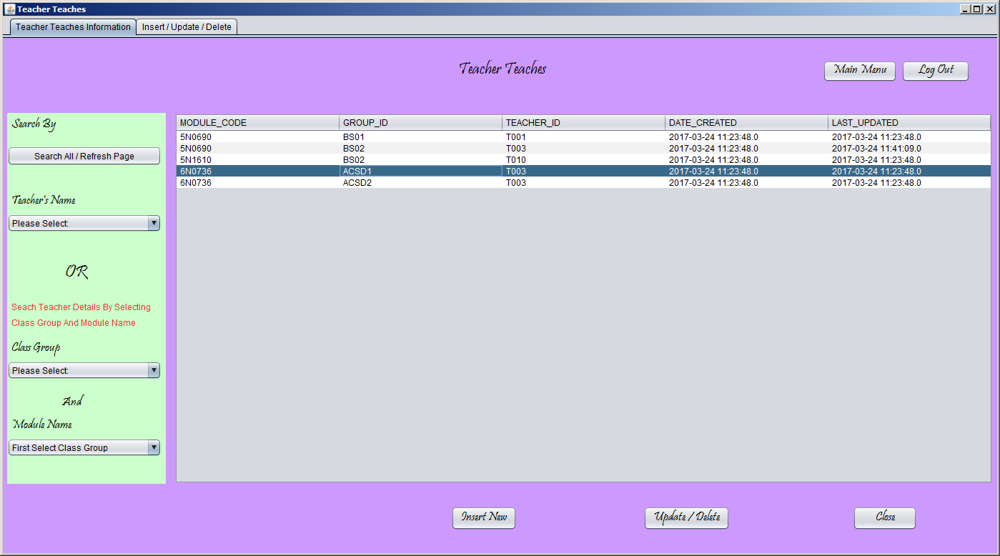 Teacher Teaches
Teacher Teaches Information Insert / Update / Delete
Teacher Teaches
Main Menu Log Out
Search By
Search All / Refresh Page
Teacher's Name
Please Select:
OR
Seach Teacher Details By Selecting
Class Group And Module Name
Class Group
Please Select:
And
Module Name
First Select Class Group
MODULE_CODE GROUP_ID TEACHER_ID DATE_CREATED LAST_UPDATED
5N0690 BS01 T001 2017-03-24 11:23:48.0 2017-03-24 11:23:48.0
5N0690 BS02 T003 2017-03-24 11:23:48.0 2017-03-24 11:41:09.0
5N1610 BS02 T010 2017-03-24 11:23:48.0 2017-03-24 11:23:48.0
6N0736 ACSD1 T003 2017-03-24 11:23:48.0 2017-03-24 11:23:48.0
6N0736 ACSD2 T003 2017-03-24 11:23:48.0 2017-03-24 11:23:48.0
Insert New Update / Delete Close